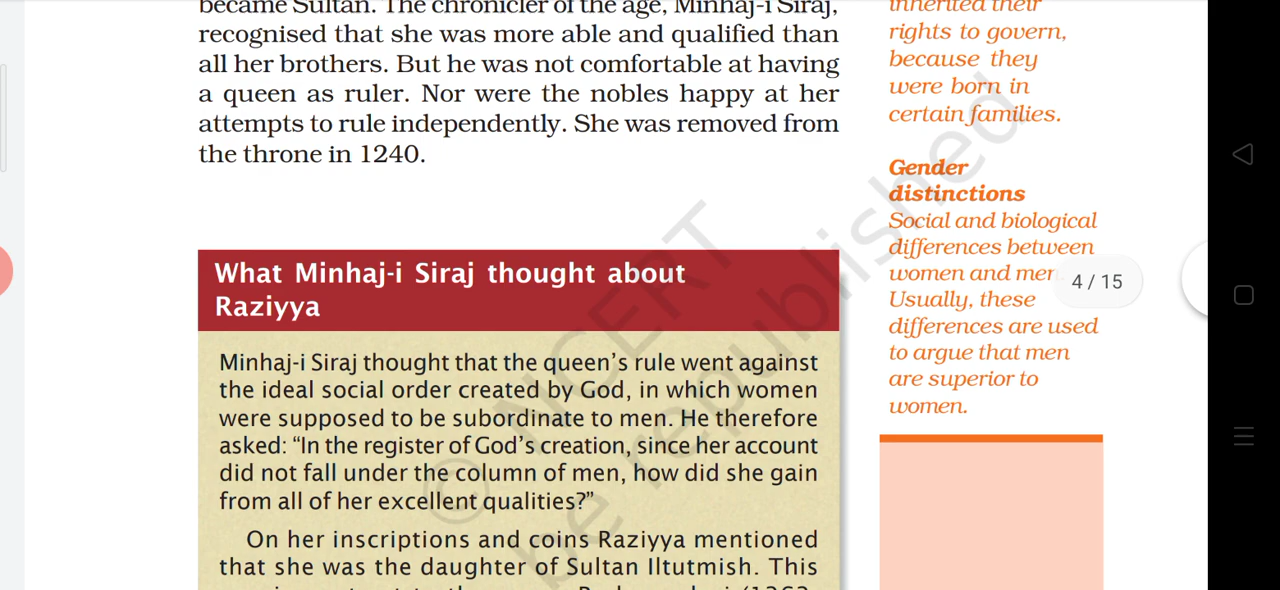 became Sultan. The chronicler of the age, Minhaj-i Siraj,
recognised that she was more able and qualified than
all her brothers. But he was not comfortable at having
a queen as ruler. Nor were the nobles happy at her
attempts to rule independently. She was removed from
the throne in 1240.
What Minhaj-i Siraj thought about
Raziyya
Minhaj-i Siraj thought that the queen's rule went against
the ideal social order created by God, in which women
were supposed to be subordinate to men. He therefore
asked: "In the register of God's creation, since her account
did not fall under the column of men, how did she gain
from all of her excellent qualities?"
On her inscriptions and coins Raziyya mentioned
that she was the daughter of Sultan Iltutmish. This
inherited their
rights to govern,
because they
were born in
certain families.
Gender
distinctions
Social and biological
differences between
women and men
Usually, these
differences are used
to argue that men
are superior to
women.
4 / 15
© NCERT
be republished